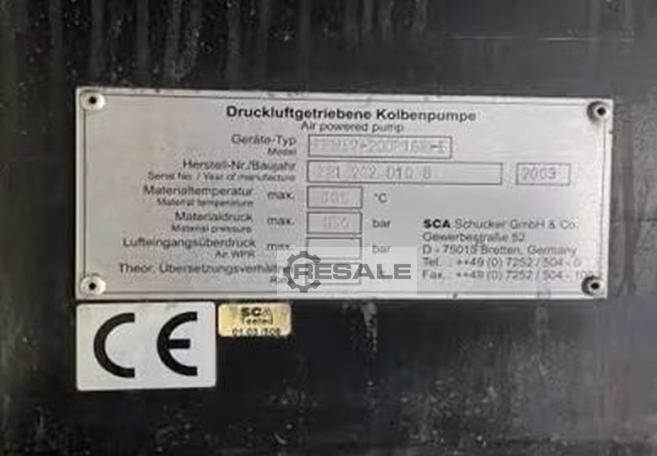 Druckluftgetriebene Kolbenpumpe
Air powered pump
Geräte-Typ
Model
Herstell-Nr./Baujahr 2003
Serial No. / Year of manufacture
Materialtemperatur max. °C
Material temperature
Materialdruck max. bar
Material pressure
Lufteingangsüberdruck bar
Air WPR
Theor. Übersetzungsverhältnis
SCA Schucker GmbH & Co.
Gewerbestraße 52
D - 75015 Bretten, Germany
Tel. : ++49 (0) 7252 / 504 - 0
Fax. : ++49 (0) 7252 / 504 -
RESALE
CE
SCA
Tested